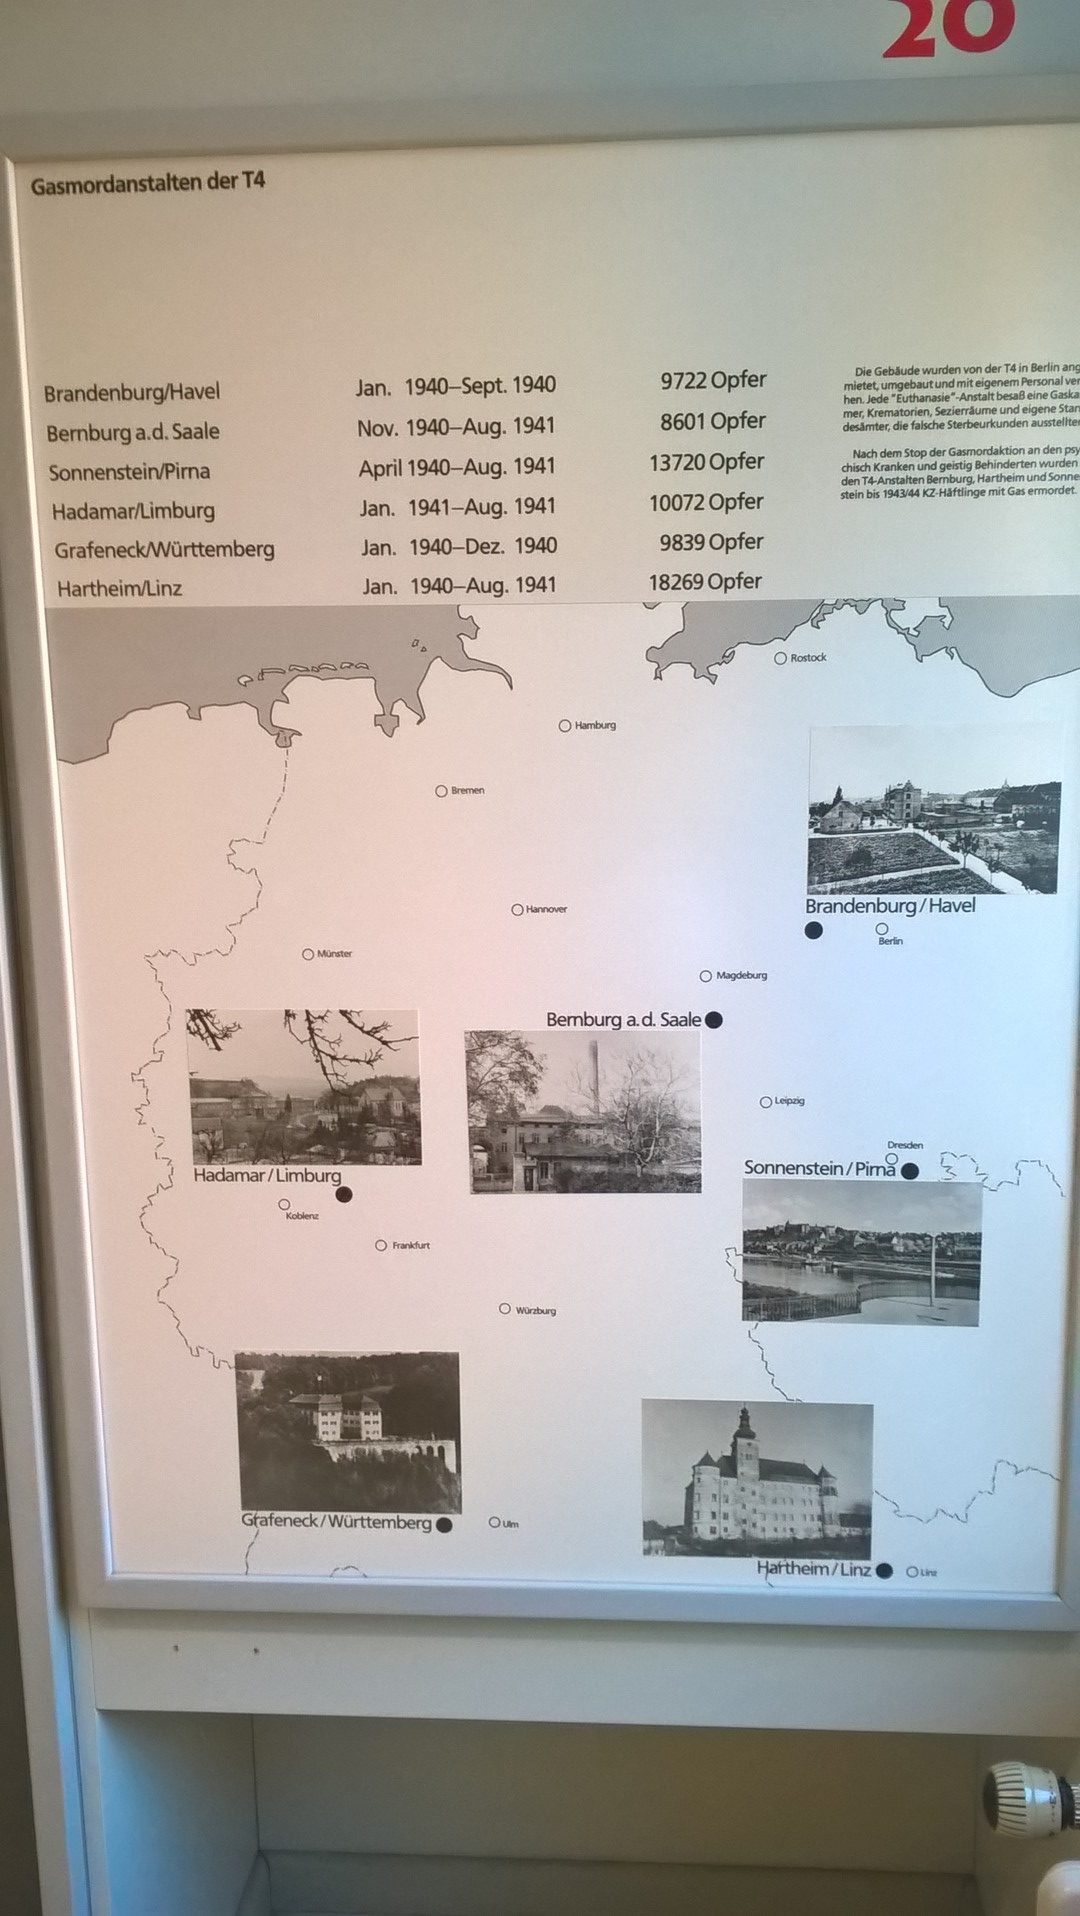 20
Gasmordanstalten der T4
Brandenburg/Havel Jan. 1940–Sept. 1940 9722 Opfer
Bernburg a.d. Saale Nov. 1940–Aug. 1941 8601 Opfer
Sonnenstein/Pirna April 1940–Aug. 1941 13720 Opfer
Hadamar/Limburg Jan. 1941–Aug. 1941 10072 Opfer
Grafeneck/Württemberg Jan. 1940–Dez. 1940 9839 Opfer
Hartheim/Linz Jan. 1940–Aug. 1941 18269 Opfer
Die Gebäude wurden von der T4 in Berlin ang
mietet, umgebaut und mit eigenem Personal ver
hen. Jede "Euthanasie"-Anstalt besaß eine Gaska
mer, Krematorien, Sezierräume und eigene Stan
desämter, die falsche Sterbeurkunden ausstellten
Nach dem Stop der Gasmordaktion an den psy
chisch Kranken und geistig Behinderten wurden
den T4-Anstalten Bernburg, Hartheim und Sonne
stein bis 1943/44 KZ-Häftlinge mit Gas ermordet.
Rostock
Hamburg
Bremen
Brandenburg/Havel
Hannover
Berlin
Münster
Magdeburg
Bernburg a.d. Saale
Leipzig
Dresden
Sonnenstein/Pirna
Hadamar/Limburg
Koblenz
Frankfurt
Würzburg
Grafeneck/Württemberg
Ulm
Hartheim/Linz
Linz